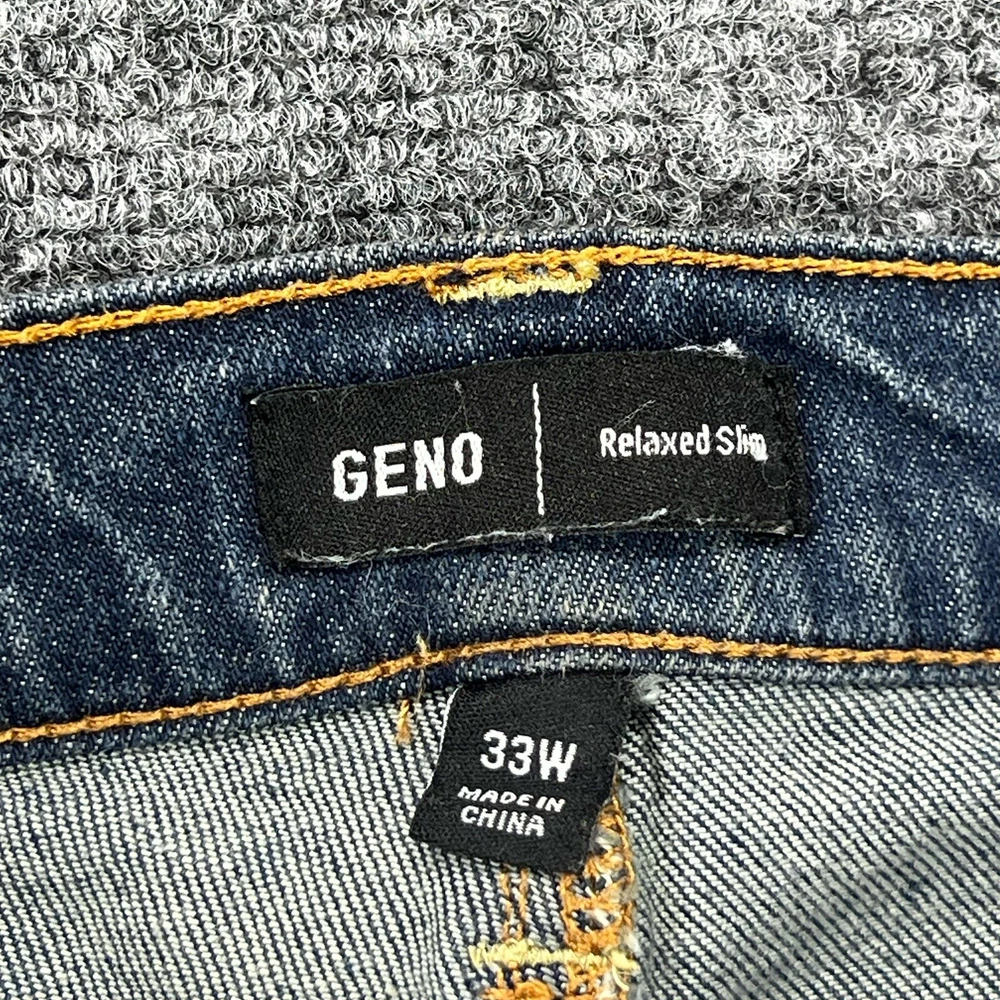 GENO
Relaxed Slim
33W
MADE IN
CHINA